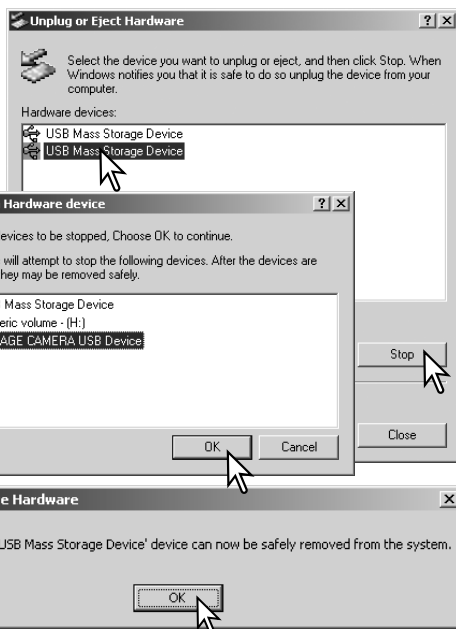 Unplug or Eject Hardware
Select the device you want to unplug or eject, and then click Stop. When
Windows notifies you that it is safe to do so unplug the device from your
computer.
Hardware devices:
USB Mass Storage Device
USB Mass Storage Device
Hardware device
evices to be stopped, Choose OK to continue.
will attempt to stop the following devices. After the devices are
hey may be removed safely.
Mass Storage Device
eric volume - (H:)
AGE CAMERA USB Device
Stop
OK
Cancel
Close
e Hardware
USB Mass Storage Device' device can now be safely removed from the system.
OK